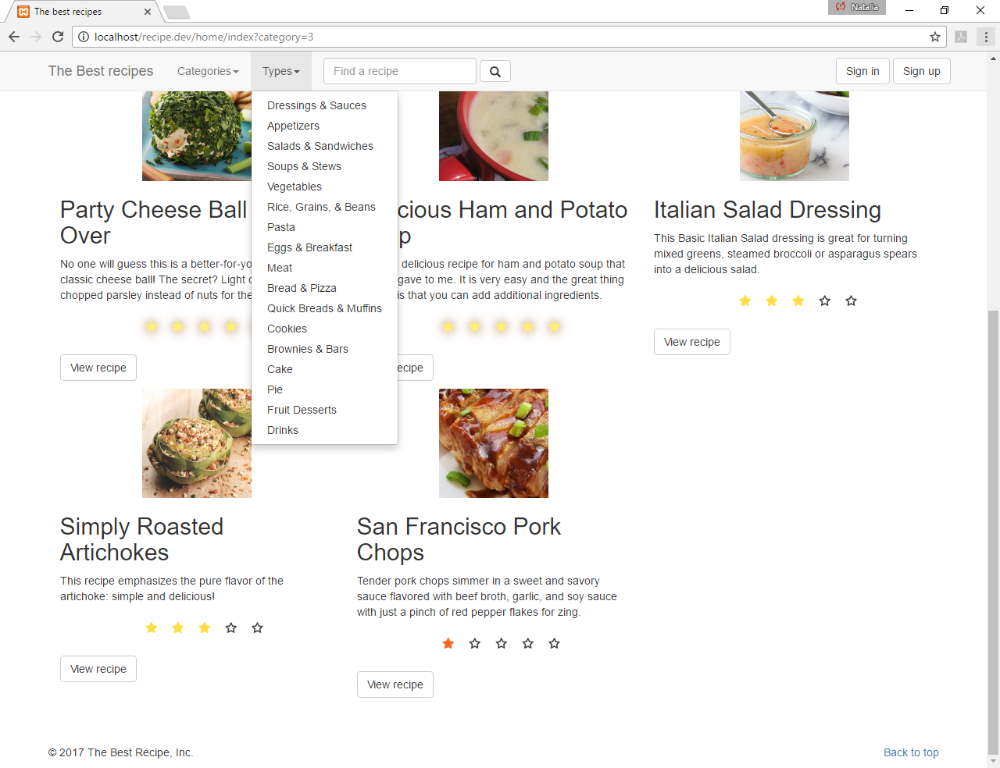 The best recipes
Natalia
localhost/recipe.dev/home/index?category=3
The Best recipes
Categories
Types
Find a recipe
Sign in
Sign up
Dressings & Sauces
Appetizers
Salads & Sandwiches
Soups & Stews
Vegetables
Rice, Grains, & Beans
Pasta
Eggs & Breakfast
Meat
Bread & Pizza
Quick Breads & Muffins
Cookies
Brownies & Bars
Cake
Pie
Fruit Desserts
Drinks
Party Cheese Ball
Over
No one will guess this is a better-for-yo
classic cheese ball! The secret? Light c
chopped parsley instead of nuts for the
View recipe
cious Ham and Potato
p
delicious recipe for ham and potato soup that
gave to me. It is very easy and the great thing
is that you can add additional ingredients.
ecipe
Italian Salad Dressing
This Basic Italian Salad dressing is great for turning
mixed greens, steamed broccoli or asparagus spears
into a delicious salad.
View recipe
Simply Roasted
Artichokes
This recipe emphasizes the pure flavor of the
artichoke: simple and delicious!
View recipe
San Francisco Pork
Chops
Tender pork chops simmer in a sweet and savory
sauce flavored with beef broth, garlic, and soy sauce
with just a pinch of red pepper flakes for zing.
View recipe
© 2017 The Best Recipe, Inc.
Back to top